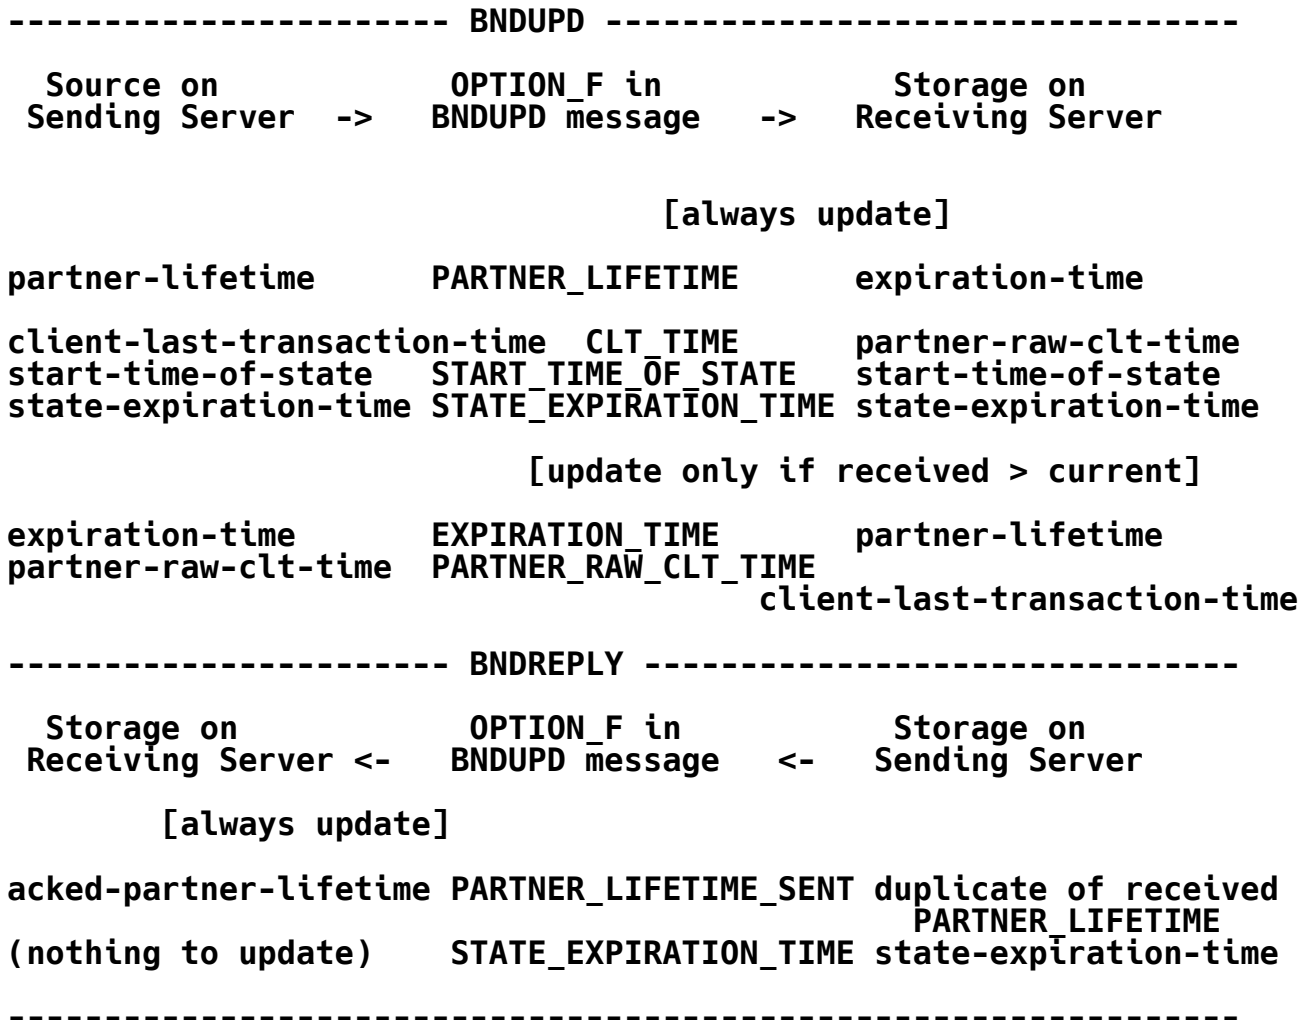 ----------------------- BNDUPD ---------------------------------
Source on OPTION_F in Storage on
Sending Server -> BNDUPD message -> Receiving Server
[always update]
partner-lifetime PARTNER_LIFETIME expiration-time
client-last-transaction-time CLT_TIME partner-raw-clt-time
start-time-of-state START_TIME_OF_STATE start-time-of-state
state-expiration-time STATE_EXPIRATION_TIME state-expiration-time
[update only if received > current]
expiration-time EXPIRATION_TIME partner-lifetime
partner-raw-clt-time PARTNER_RAW_CLT_TIME
client-last-transaction-time
----------------------- BNDREPLY -------------------------------
Storage on OPTION_F in Storage on
Receiving Server <- BNDUPD message <- Sending Server
[always update]
acked-partner-lifetime PARTNER_LIFETIME_SENT duplicate of received
PARTNER_LIFETIME
(nothing to update) STATE_EXPIRATION_TIME state-expiration-time
----------------------------------------------------------------